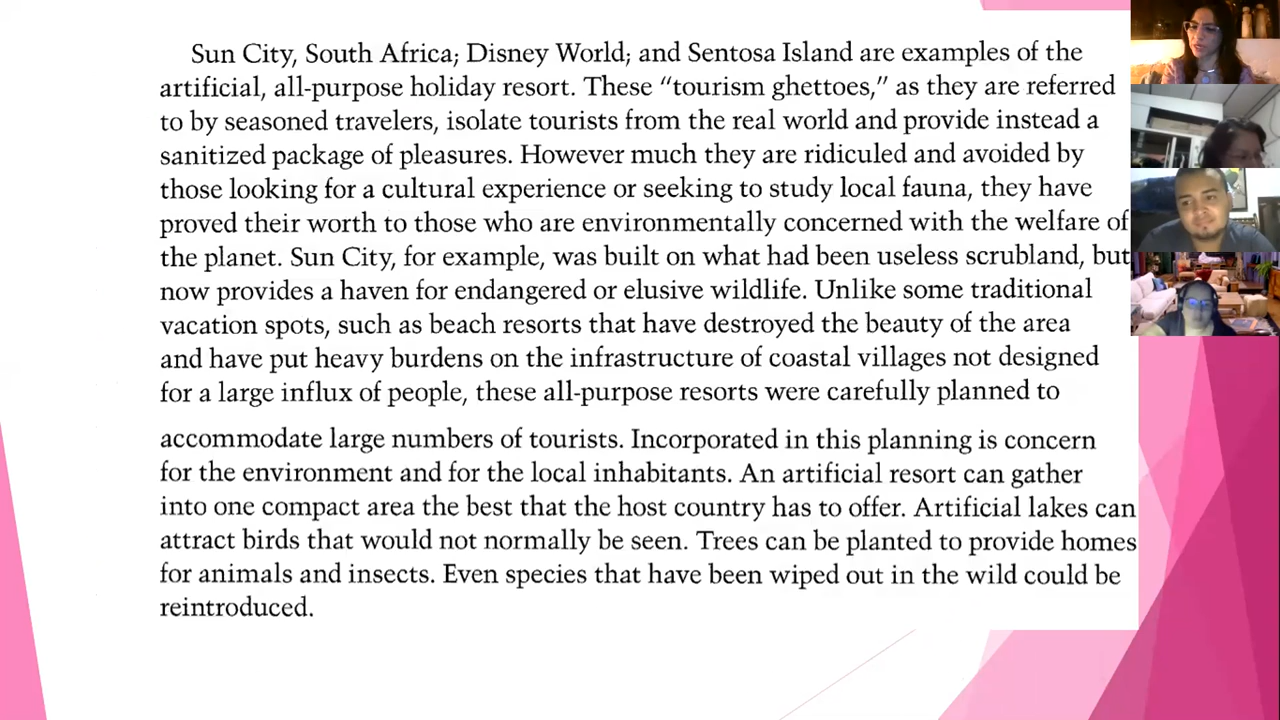 Sun City, South Africa; Disney World; and Sentosa Island are examples of the
artificial, all-purpose holiday resort. These “tourism ghettoes,” as they are referred
to by seasoned travelers, isolate tourists from the real world and provide instead a
sanitized package of pleasures. However much they are ridiculed and avoided by
those looking for a cultural experience or seeking to study local fauna, they have
proved their worth to those who are environmentally concerned with the welfare of
the planet. Sun City, for example, was built on what had been useless scrubland, but
now provides a haven for endangered or elusive wildlife. Unlike some traditional
vacation spots, such as beach resorts that have destroyed the beauty of the area
and have put heavy burdens on the infrastructure of coastal villages not designed
for a large influx of people, these all-purpose resorts were carefully planned to
accommodate large numbers of tourists. Incorporated in this planning is concern
for the environment and for the local inhabitants. An artificial resort can gather
into one compact area the best that the host country has to offer. Artificial lakes can
attract birds that would not normally be seen. Trees can be planted to provide homes
for animals and insects. Even species that have been wiped out in the wild could be
reintroduced.